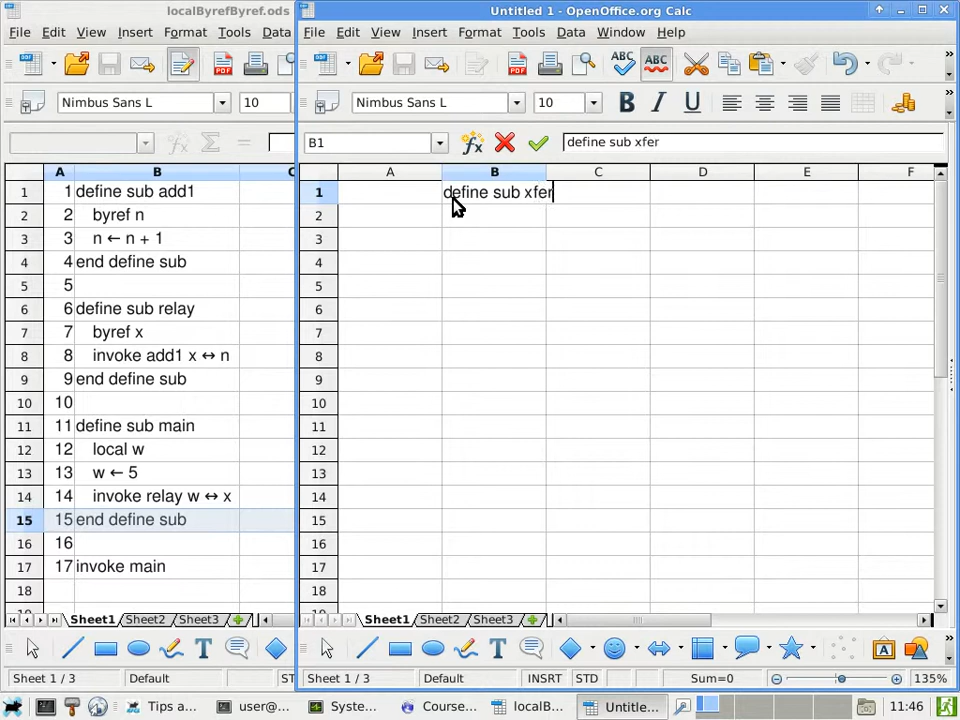 localByrefByref.ods
Untitled 1 - OpenOffice.org Calc
File Edit View Insert Format Tools Data
File Edit View Insert Format Tools Data Window Help
PDF
ABC ABC
Nimbus Sans L 10
Nimbus Sans L 10 B I U
B1 define sub xfer
A B C
A B C D E F
1 1 define sub add1
2 2 byref n
3 3 n ← n + 1
4 4 end define sub
5 5
6 6 define sub relay
7 7 byref x
8 8 invoke add1 x ↔ n
9 9 end define sub
10 10
11 11 define sub main
12 12 local w
13 13 w ← 5
14 14 invoke relay w ↔ x
15 15 end define sub
16 16
17 17 invoke main
18
1 define sub xfer
2
3
4
5
6
7
8
9
10
11
12
13
14
15
16
17
18
Sheet1 Sheet2 Sheet3
Sheet1 Sheet2 Sheet3
Sheet 1 / 3 Default ST
Sheet 1 / 3 Default INSRT STD Sum=0 135%
Tips a... user@... Syste... Course... localB... Untitle... 11:46